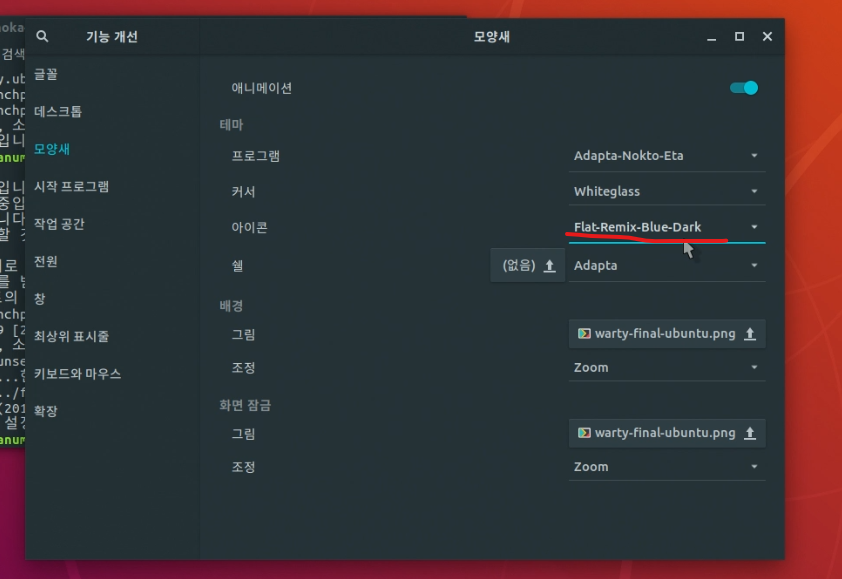 기능 개선
모양새
글꼴
데스크톱
모양새
시작 프로그램
작업 공간
전원
창
최상위 표시줄
키보드와 마우스
확장
애니메이션
테마
프로그램 Adapta-Nokto-Eta
커서 Whiteglass
아이콘 Flat-Remix-Blue-Dark
쉘 (없음) Adapta
배경
그림 warty-final-ubuntu.png
조정 Zoom
화면 잠금
그림 warty-final-ubuntu.png
조정 Zoom